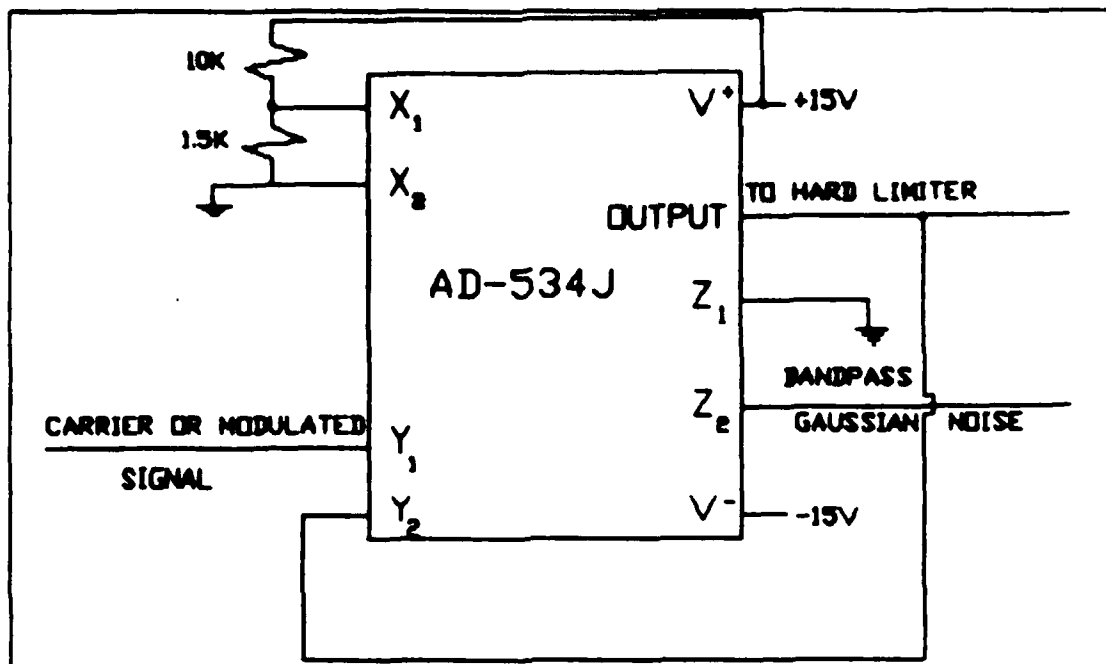 10K
1.5K
X1
X2
V+
+15V
TO HARD LIMITER
OUTPUT
AD-534J
Z1
BANDPASS
Z2
GAUSSIAN NOISE
CARRIER OR MODULATED
SIGNAL
Y1
Y2
V-
-15V